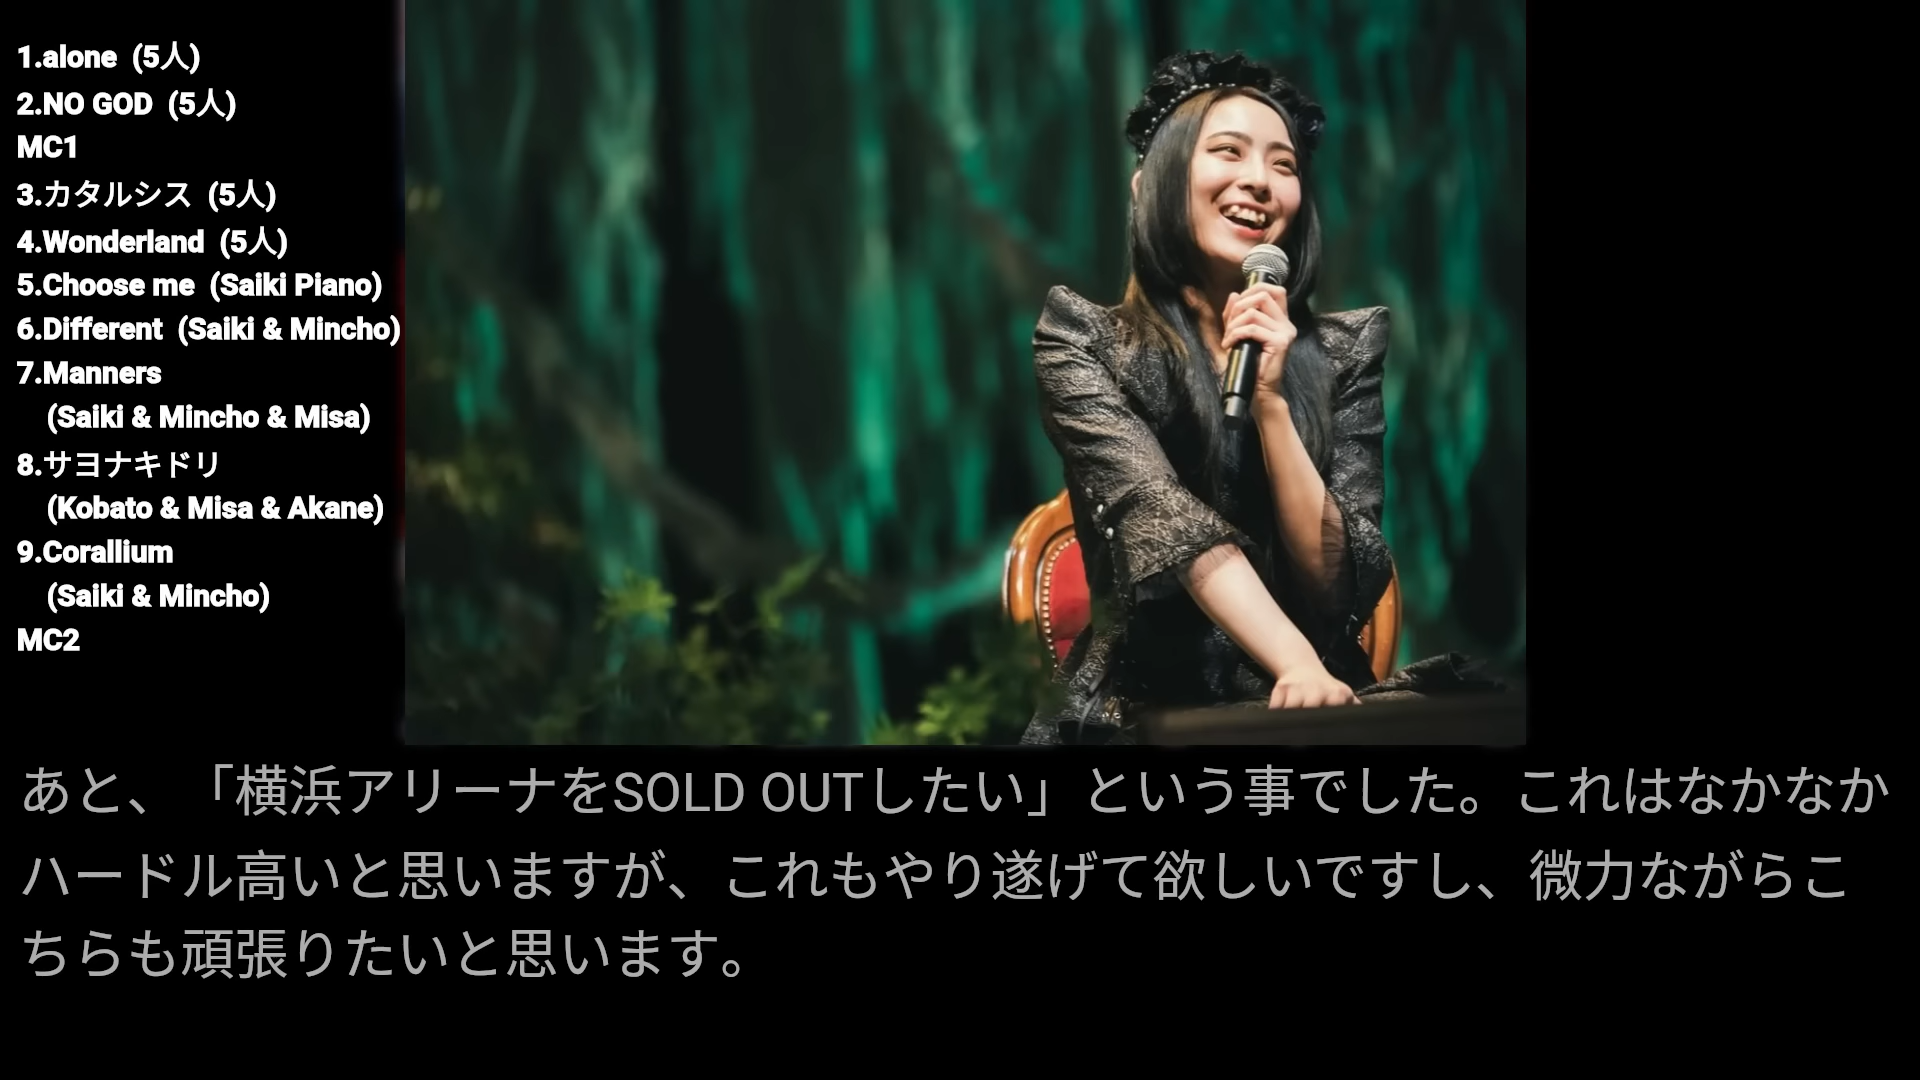 1.alone (5人)
2.NO GOD (5人)
MC1
3.カタルシス (5人)
4.Wonderland (5人)
5.Choose me (Saiki Piano)
6.Different (Saiki & Mincho)
7.Manners
(Saiki & Mincho & Misa)
8.サヨナキドリ
(Kobato & Misa & Akane)
9.Corallium
(Saiki & Mincho)
MC2
あと、「横浜アリーナをSOLD OUTしたい」という事でした。これはなかなか
ハードル高いと思いますが、これもやり遂げて欲しいですし、微力ながらこ
ちらも頑張りたいと思います。